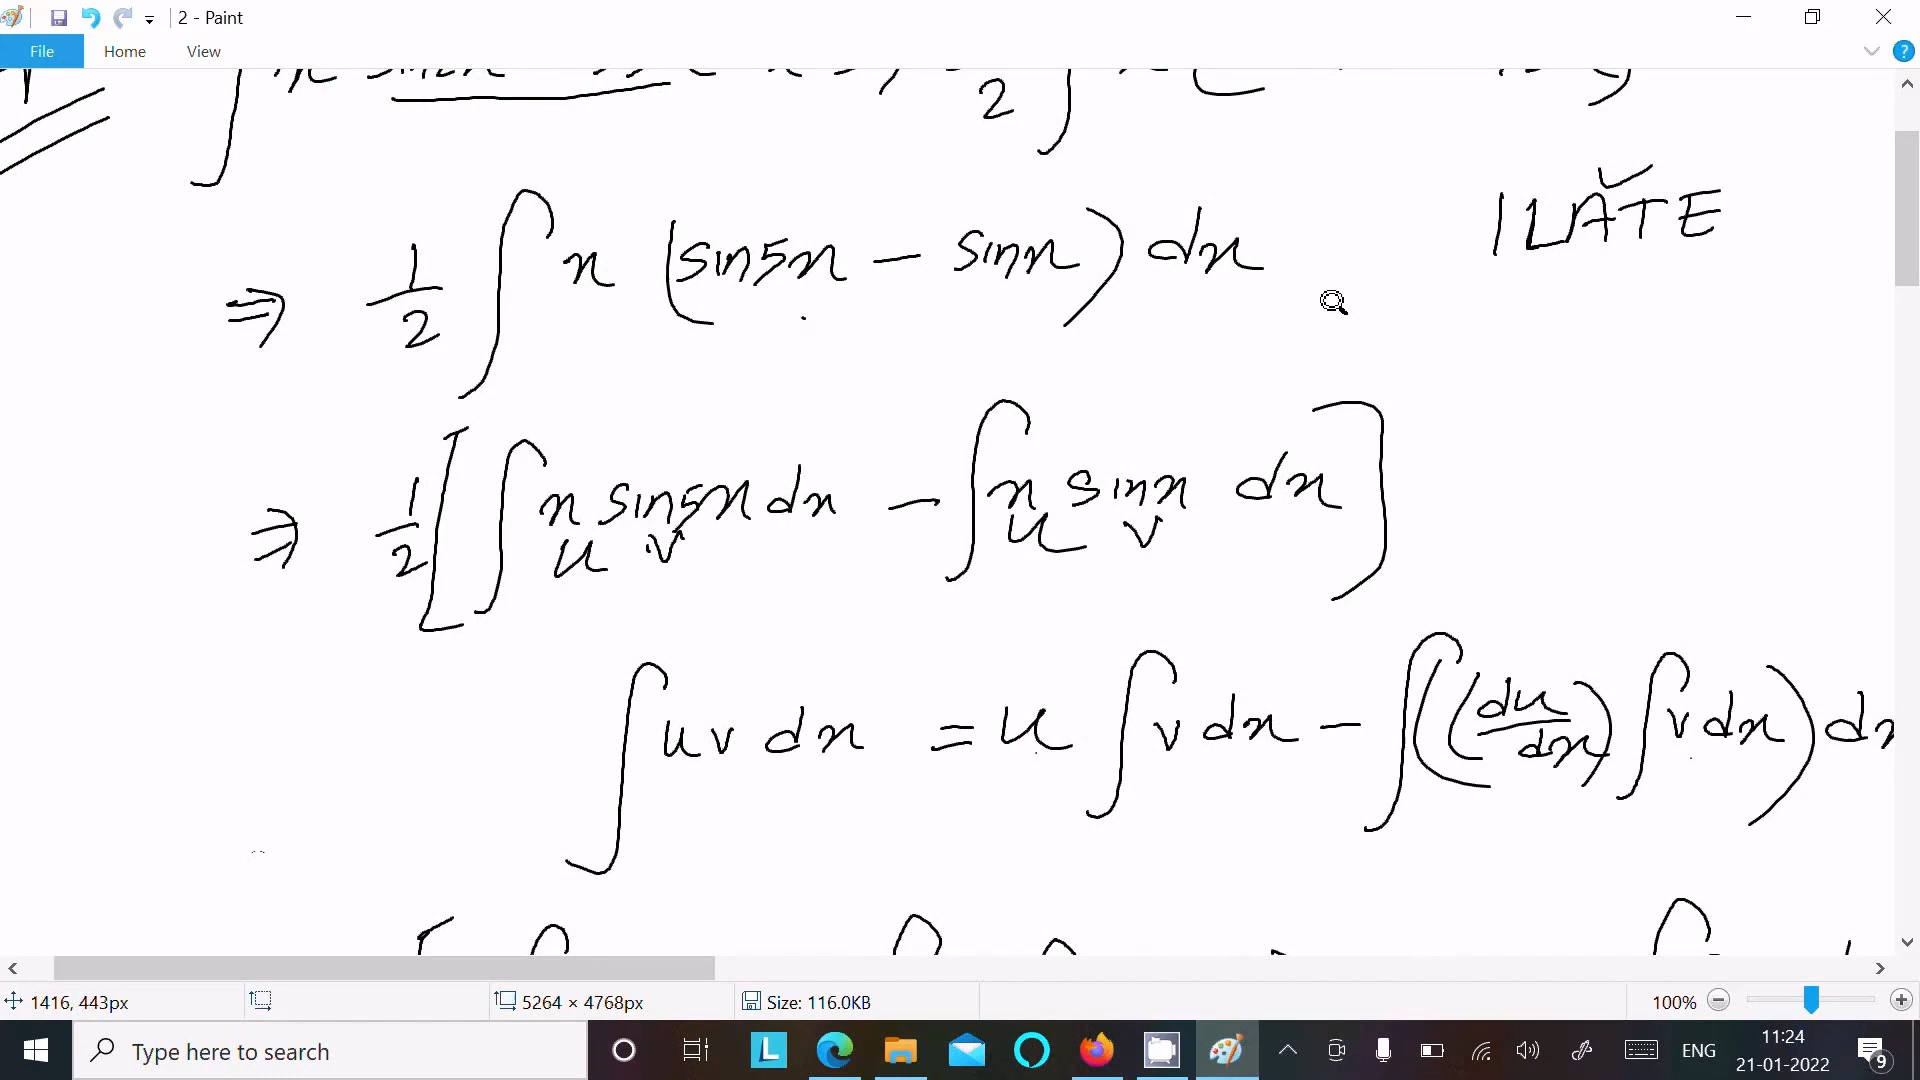 2 - Paint
File Home View
2
⇒ 1/2 ∫ x (sin5x - sinx) dx
ILATE
⇒ 1/2 [∫ x sin5x dx - ∫ x sinx dx]
u v u v
∫ uv dx = u ∫ v dx - ∫((du/dx) ∫ v dx) dx
1416, 443px 5264 × 4768px Size: 116.0KB 100%
Type here to search ENG 11:24
21-01-2022 9